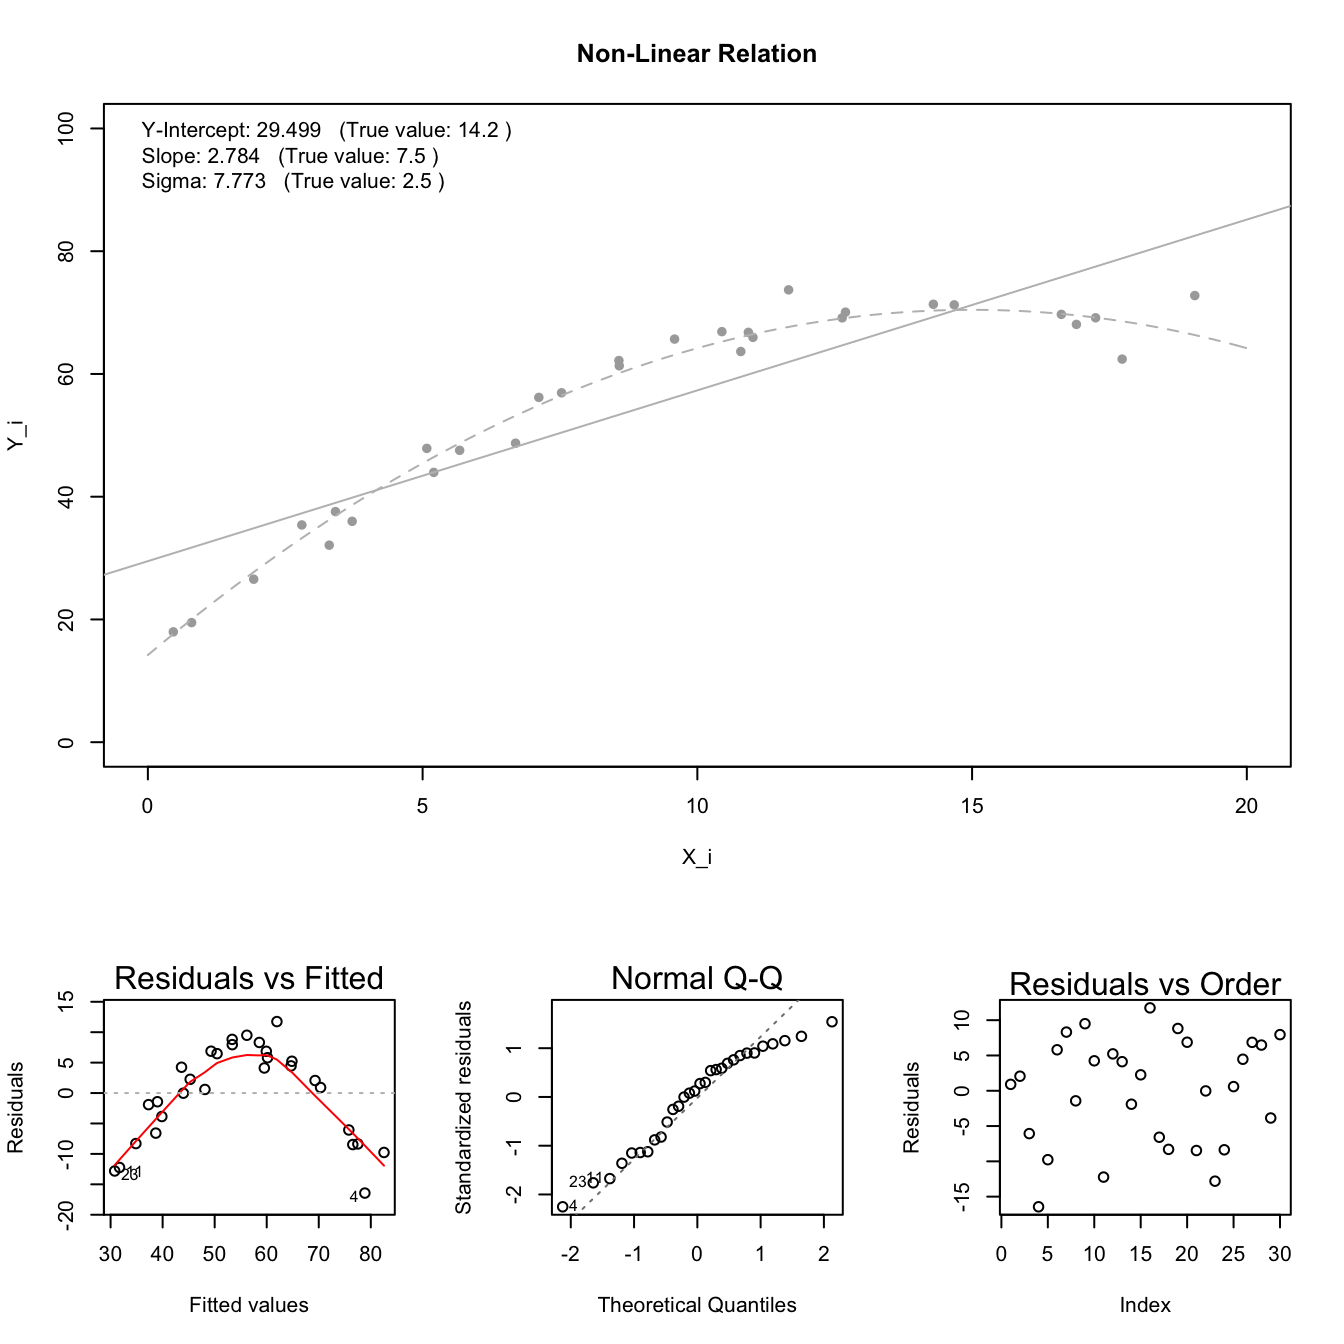 Non-Linear Relation
Y-Intercept: 29.499 (True value: 14.2 )
Slope: 2.784 (True value: 7.5 )
Sigma: 7.773 (True value: 2.5 )
100
80
60
40
20
0
Y_i
0 5 10 15 20
X_i
Residuals vs Fitted
15
5
0
-10
-20
Residuals
11
23
4
30 40 50 60 70 80
Fitted values
Normal Q-Q
1
0
-1
-2
Standardized residuals
23 11
4
-2 -1 0 1 2
Theoretical Quantiles
Residuals vs Order
10
5
0
-5
-15
Residuals
0 5 10 15 20 25 30
Index